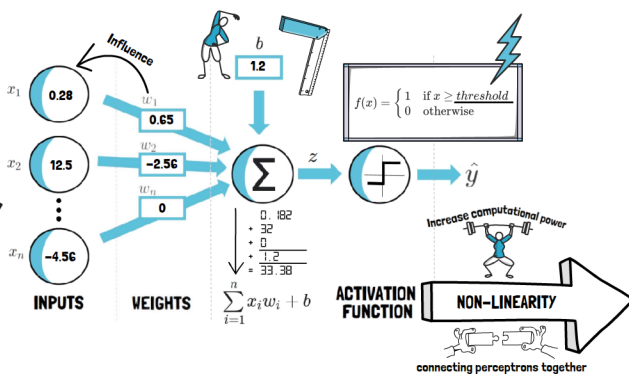 Influence
x₁
0.28
x₂
12.5
xₙ
-4.56
INPUTS
w₁
0.65
w₂
-2.56
wₙ
0
WEIGHTS
b
1.2
Σ
0.182
+ 32
+ 0
+ 1.2
= 33.38
∑ᵢ₌₁ⁿ xᵢwᵢ + b
z
f(x) = { 1 if x ≥ threshold
0 otherwise
ŷ
ACTIVATION
FUNCTION
Increase computational power
NON-LINEARITY
connecting perceptrons together